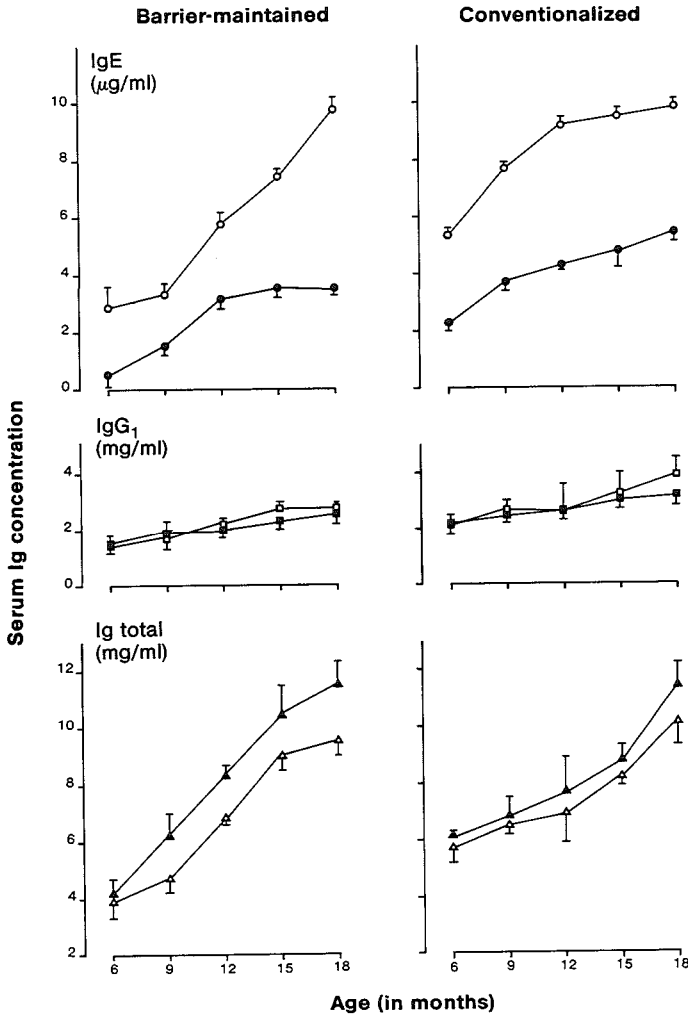 Barrier-maintained
Conventionalized
IgE
(µg/ml)
10
8
6
4
2
0
Serum Ig concentration
IgG1
(mg/ml)
4
2
0
Ig total
(mg/ml)
12
10
8
6
4
2
6 9 12 15 18
6 9 12 15 18
Age (in months)